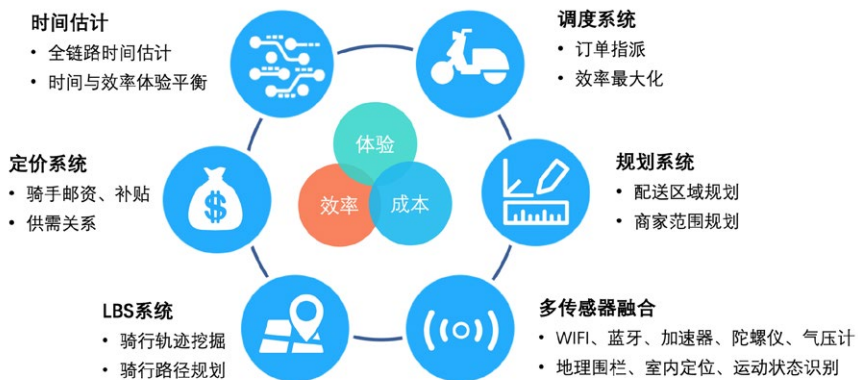 时间估计
• 全链路时间估计
• 时间与效率体验平衡
调度系统
• 订单指派
• 效率最大化
体验
效率
成本
定价系统
• 骑手邮资、补贴
• 供需关系
规划系统
• 配送区域规划
• 商家范围规划
LBS系统
• 骑行轨迹挖掘
• 骑行路径规划
多传感器融合
• WIFI、蓝牙、加速器、陀螺仪、气压计
• 地理围栏、室内定位、运动状态识别